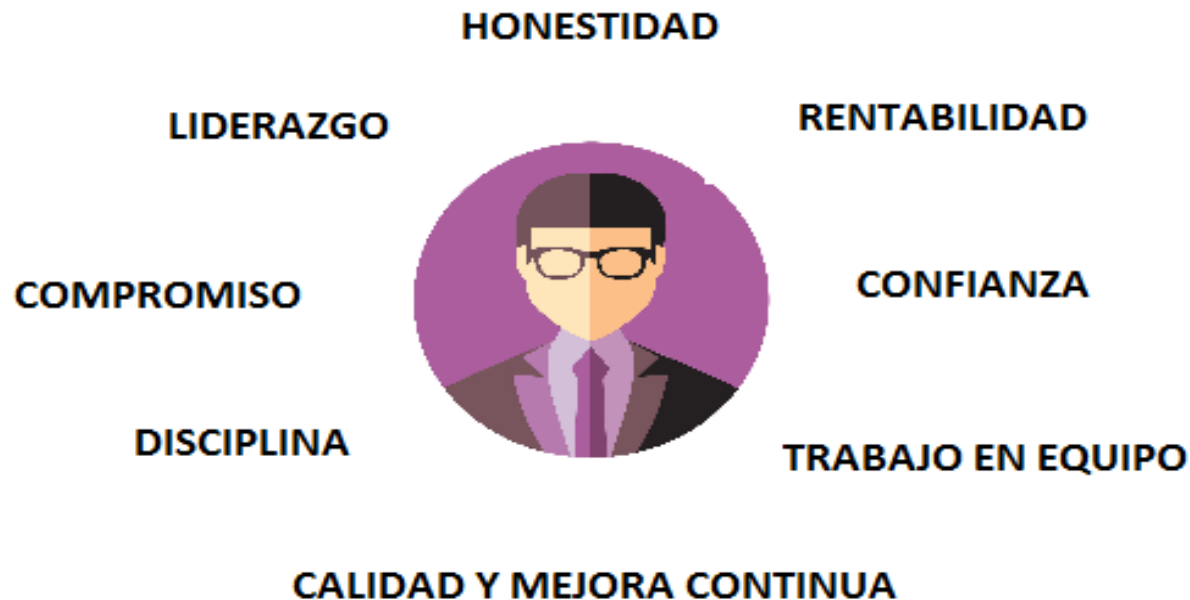 HONESTIDAD
LIDERAZGO
RENTABILIDAD
COMPROMISO
CONFIANZA
DISCIPLINA
TRABAJO EN EQUIPO
CALIDAD Y MEJORA CONTINUA